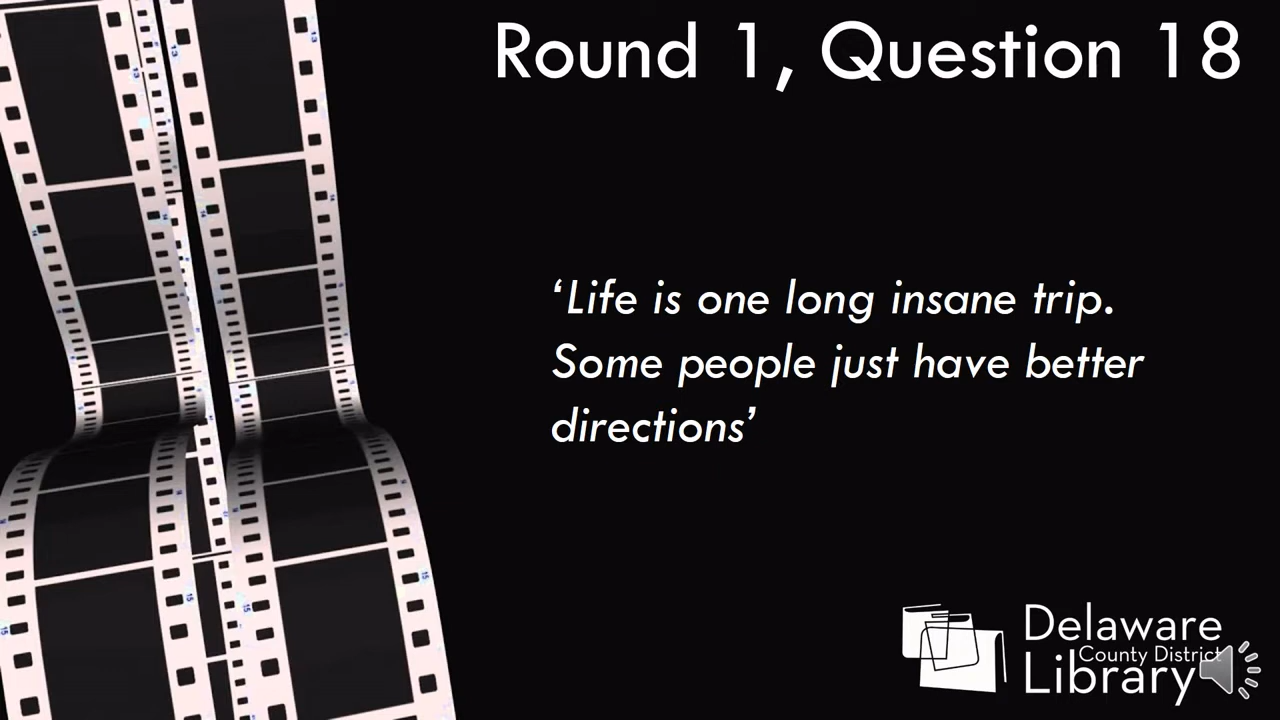 Round 1, Question 18
‘Life is one long insane trip.
Some people just have better
directions’
Delaware
County District
Library